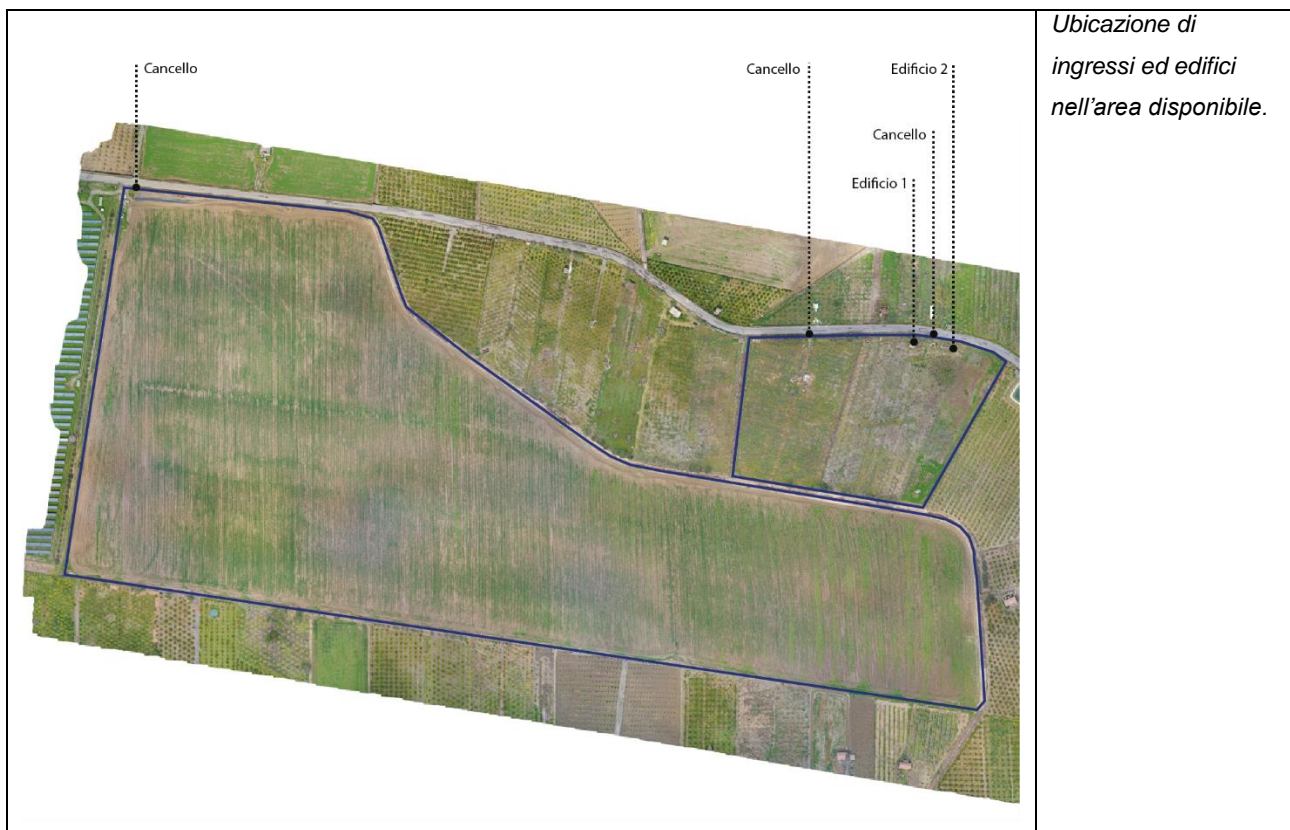 Cancello
Cancello
Edificio 2
Cancello
Edificio 1
Ubicazione di
ingressi ed edifici
nell'area disponibile.